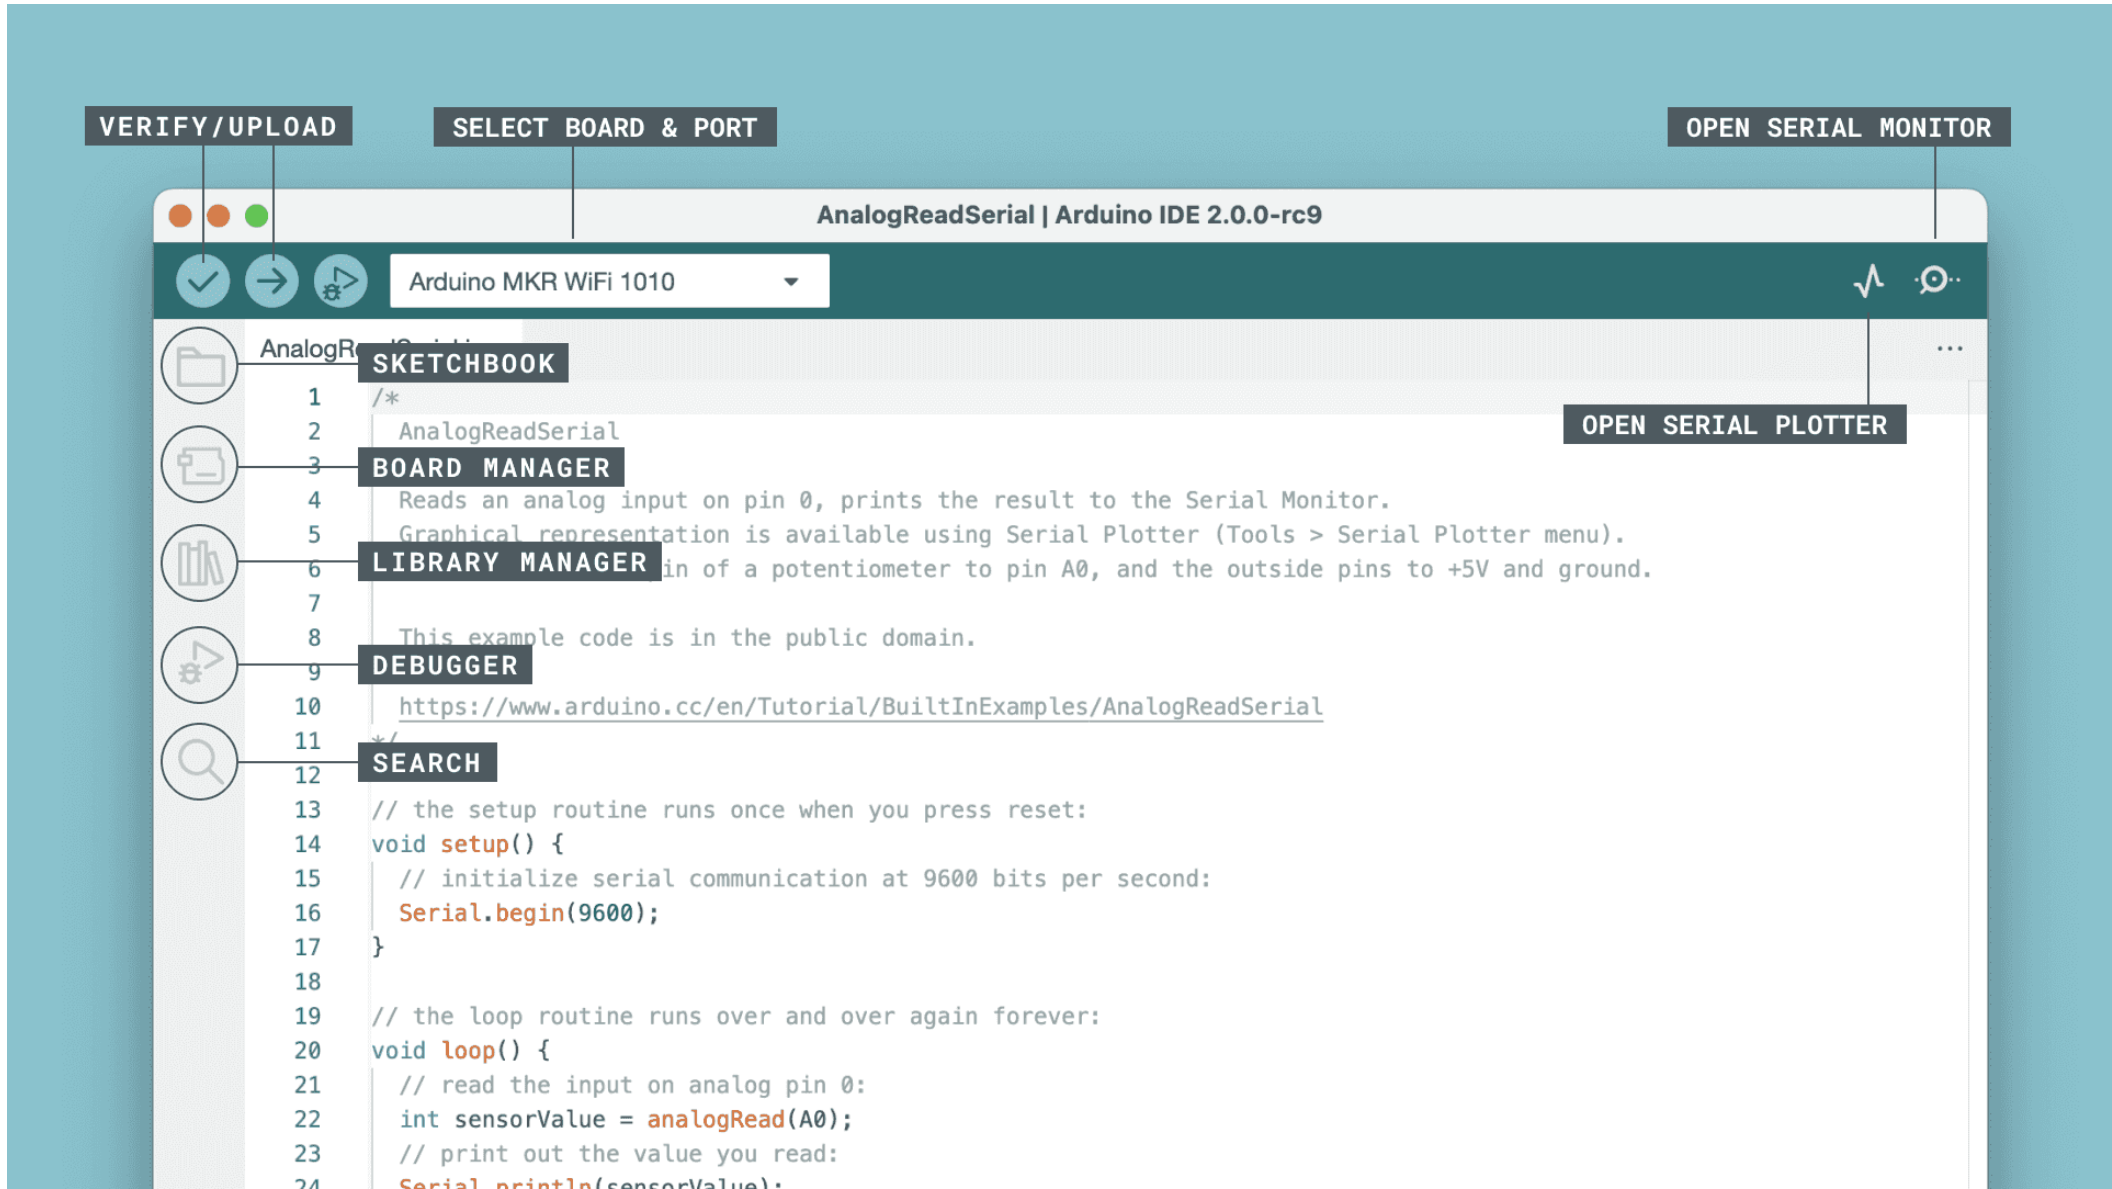 VERIFY/UPLOAD
SELECT BOARD & PORT
OPEN SERIAL MONITOR
AnalogReadSerial | Arduino IDE 2.0.0-rc9
Arduino MKR WiFi 1010
SKETCHBOOK
...
1 /*
2 AnalogReadSerial
OPEN SERIAL PLOTTER
3
BOARD MANAGER
4 Reads an analog input on pin 0, prints the result to the Serial Monitor.
5 Graphical representation is available using Serial Plotter (Tools > Serial Plotter menu).
LIBRARY MANAGER
6 of a potentiometer to pin A0, and the outside pins to +5V and ground.
7
8 This example code is in the public domain.
9
DEBUGGER
10 https://www.arduino.cc/en/Tutorial/BuiltInExamples/AnalogReadSerial
11 */
SEARCH
12
13 // the setup routine runs once when you press reset:
14 void setup() {
15 // initialize serial communication at 9600 bits per second:
16 Serial.begin(9600);
17 }
18
19 // the loop routine runs over and over again forever:
20 void loop() {
21 // read the input on analog pin 0:
22 int sensorValue = analogRead(A0);
23 // print out the value you read:
24 Serial.println(sensorValue);